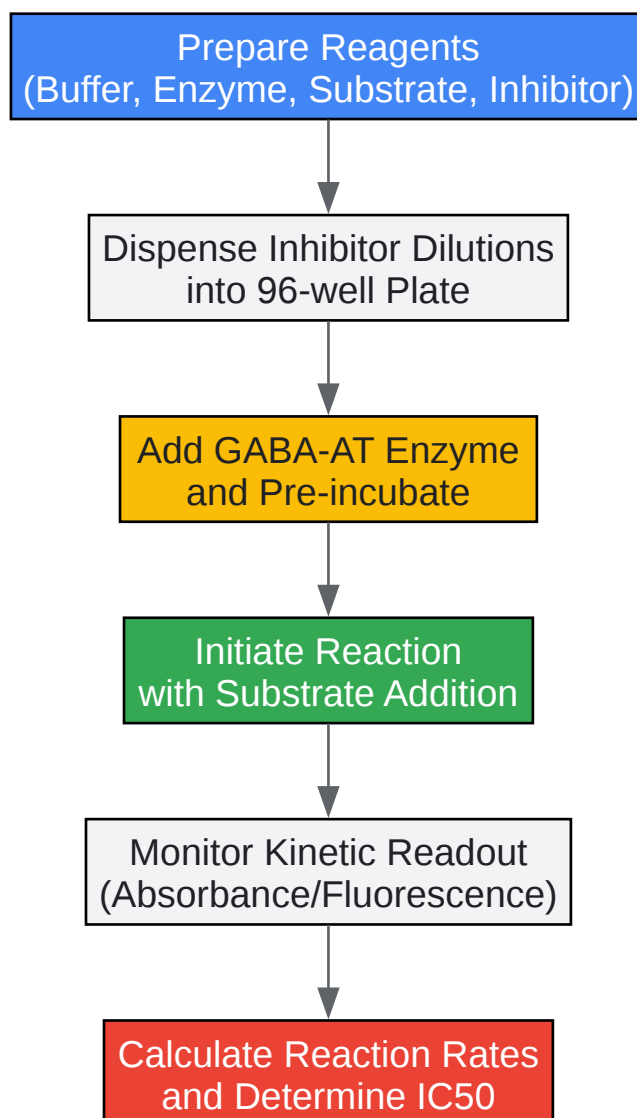 Prepare Reagents
(Buffer, Enzyme, Substrate, Inhibitor)
Dispense Inhibitor Dilutions
into 96-well Plate
Add GABA-AT Enzyme
and Pre-incubate
Initiate Reaction
with Substrate Addition
Monitor Kinetic Readout
(Absorbance/Fluorescence)
Calculate Reaction Rates
and Determine IC50